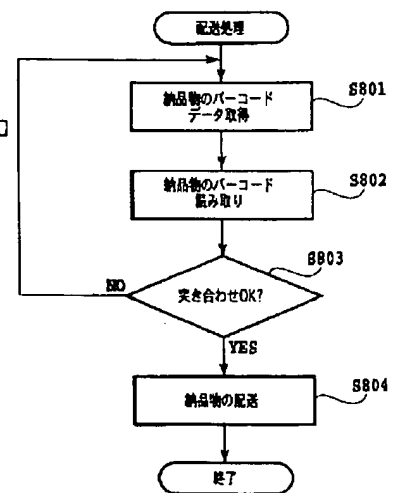 配送処理
納品物のバーコード
データ取得
S801
納品物のバーコード
読み取り
S802
S803
突き合わせOK?
NO
YES
納品物の配送
S804
終了